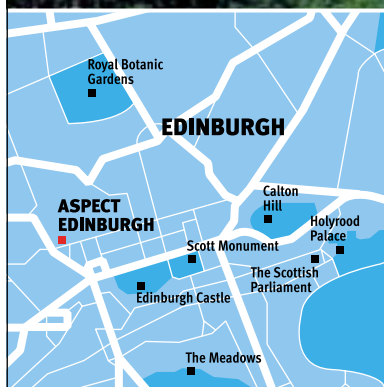 Royal Botanic
Gardens
EDINBURGH
ASPECT
EDINBURGH
Calton
Hill
Holyrood
Palace
Scott Monument
The Scottish
Parliament
Edinburgh Castle
The Meadows